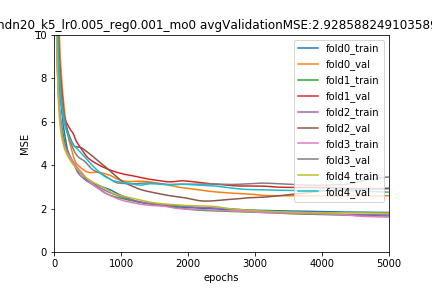 ndn20_k5_lr0.005_reg0.001_mo0 avgValidationMSE:2.928588249103589
10
8
6
4
2
0
MSE
fold0_train
fold0_val
fold1_train
fold1_val
fold2_train
fold2_val
fold3_train
fold3_val
fold4_train
fold4_val
0 1000 2000 3000 4000 5000
epochs